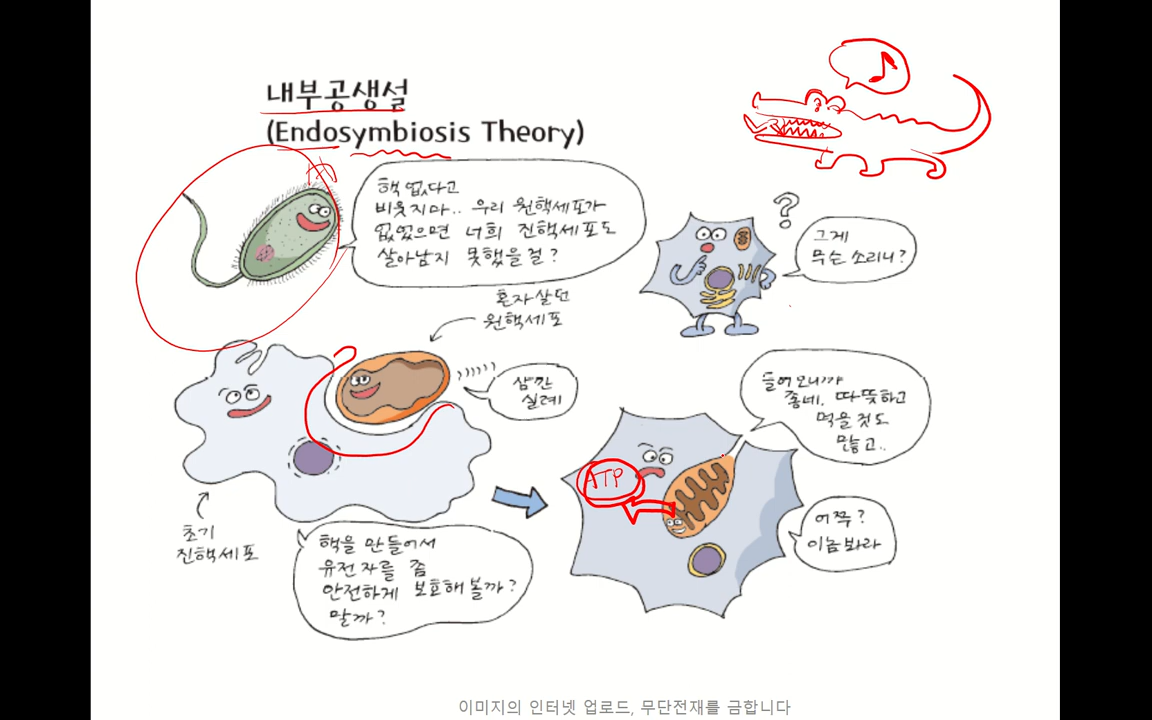 내부공생설
(Endosymbiosis Theory)
핵 없다고
비웃지마.. 우리 원핵세포가
없었으면 너희 진핵세포도
살아남지 못했을 걸?
그게
무슨 소리니?
혼자 살던
원핵세포
잠깐
실례
들어오니까
좋네. 따뜻하고
먹을 것도
많고..
ATP
어쭈?
이놈 봐라
초기
진핵세포
핵을 만들어서
유전자를 좀
안전하게 보호해 볼까?
말까?
이미지의 인터넷 업로드, 무단전재를 금합니다